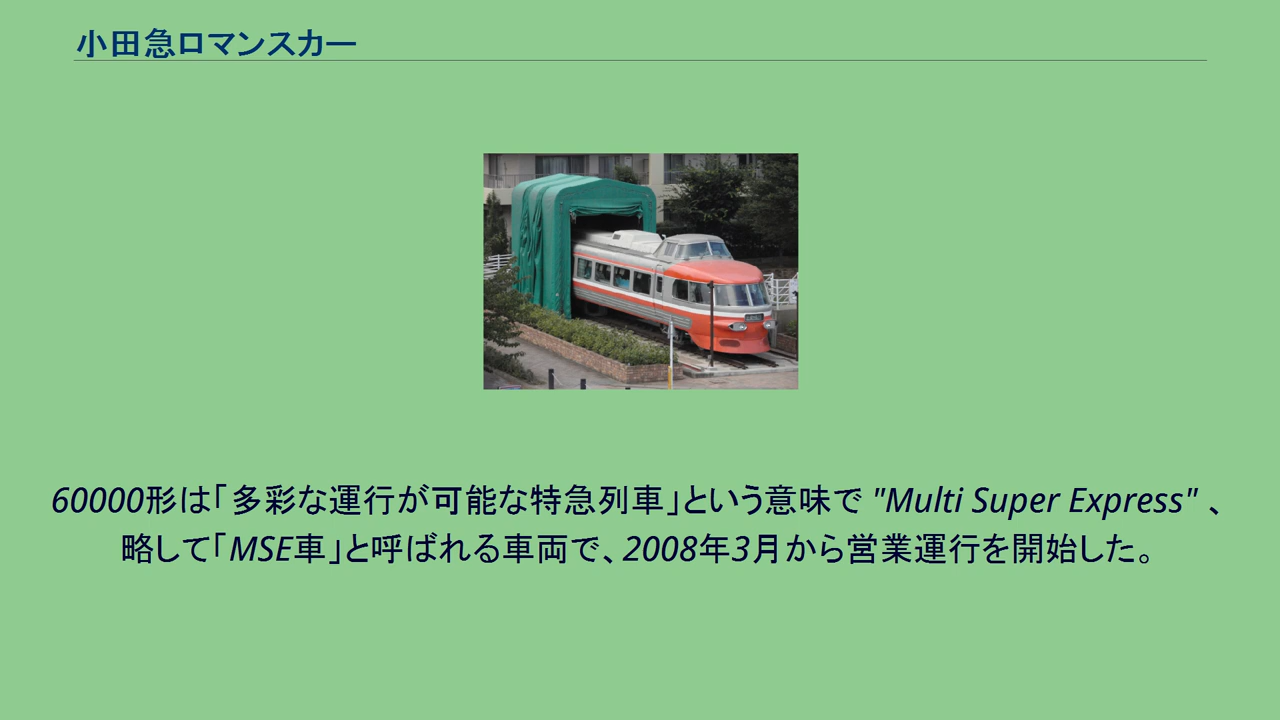 小田急ロマンスカー
60000形は「多彩な運行が可能な特急列車」という意味で "Multi Super Express" 、
略して「MSE車」と呼ばれる車両で、2008年3月から営業運行を開始した。